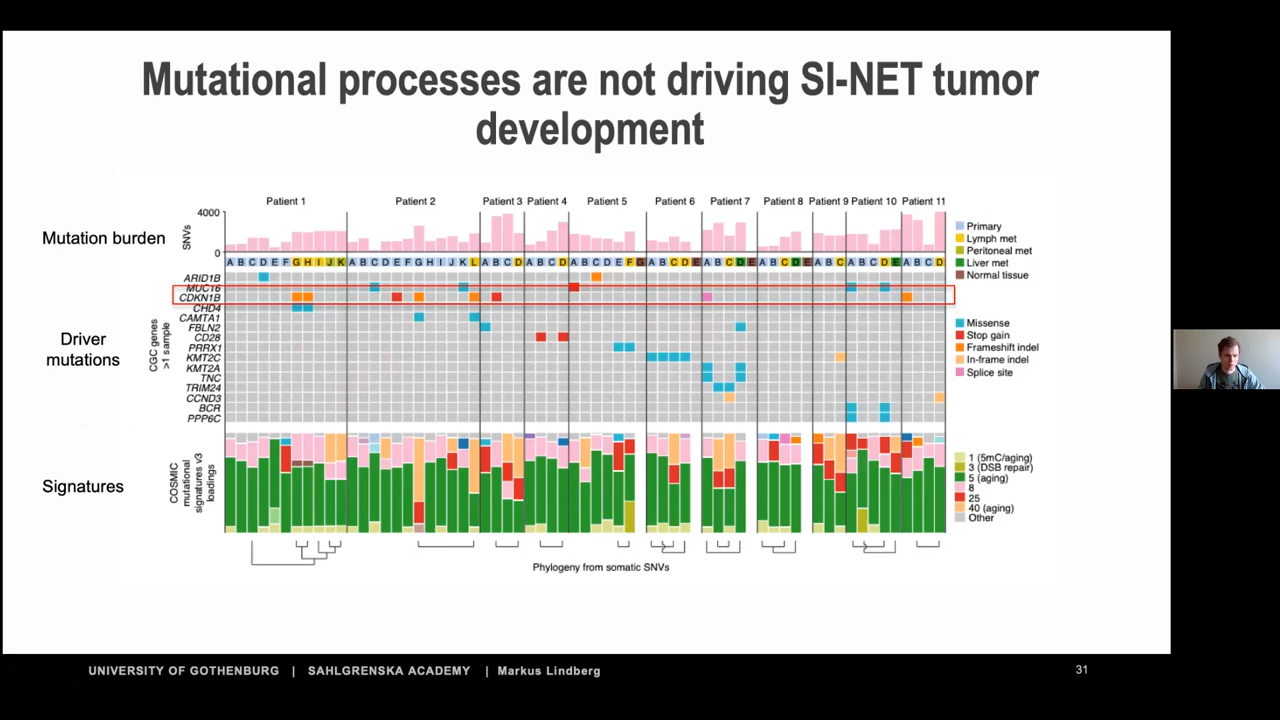 Mutational processes are not driving SI-NET tumor
development
Patient 1 Patient 2 Patient 3 Patient 4 Patient 5 Patient 6 Patient 7 Patient 8 Patient 9 Patient 10 Patient 11
Mutation burden
SNVs
4000
0
A B C D E F G H I J K A B C D E F G H I J K L A B C D A B C D A B C D E F G A B C D E A B C D E A B C D E A B C A B C D E A B C D
Primary
Lymph met
Peritoneal met
Liver met
Normal tissue
Driver
mutations
CGC genes
>1 sample
ARID1B
MUC16
CDKN1B
CHD4
CAMTA1
FBLN2
CD28
PRRX1
KMT2C
KMT2A
TNC
TRIM24
CCND3
BCR
PPP6C
Missense
Stop gain
Frameshift indel
In-frame indel
Splice site
Signatures
COSMIC
mutational
signatures v3
loadings
1 (5mC/aging)
3 (DSB repair)
5 (aging)
8
25
40 (aging)
Other
Phylogeny from somatic SNVs
UNIVERSITY OF GOTHENBURG | SAHLGRENSKA ACADEMY | Markus Lindberg
31